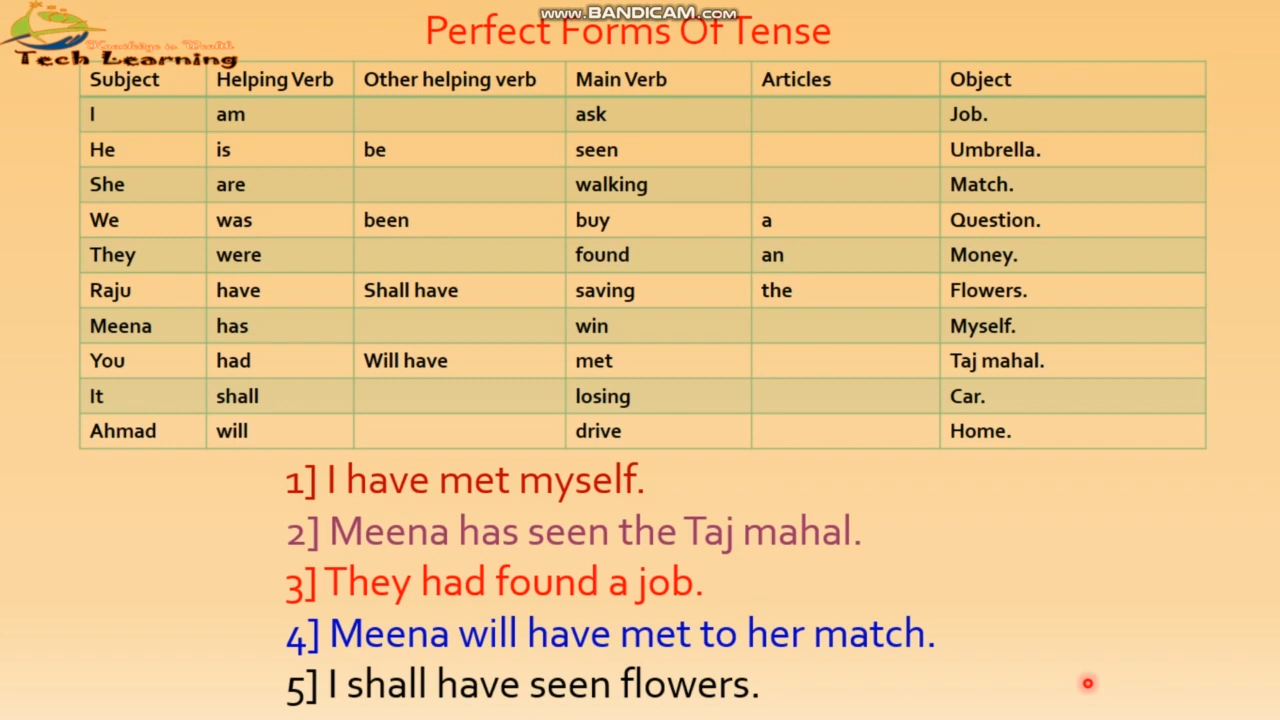 www.BANDICAM.com
Perfect Forms Of Tense
Knowledge is Wealth
Tech Learning
Subject Helping Verb Other helping verb Main Verb Articles Object
I am ask Job.
He is be seen Umbrella.
She are walking Match.
We was been buy a Question.
They were found an Money.
Raju have Shall have saving the Flowers.
Meena has win Myself.
You had Will have met Taj mahal.
It shall losing Car.
Ahmad will drive Home.
1] I have met myself.
2] Meena has seen the Taj mahal.
3] They had found a job.
4] Meena will have met to her match.
5] I shall have seen flowers.